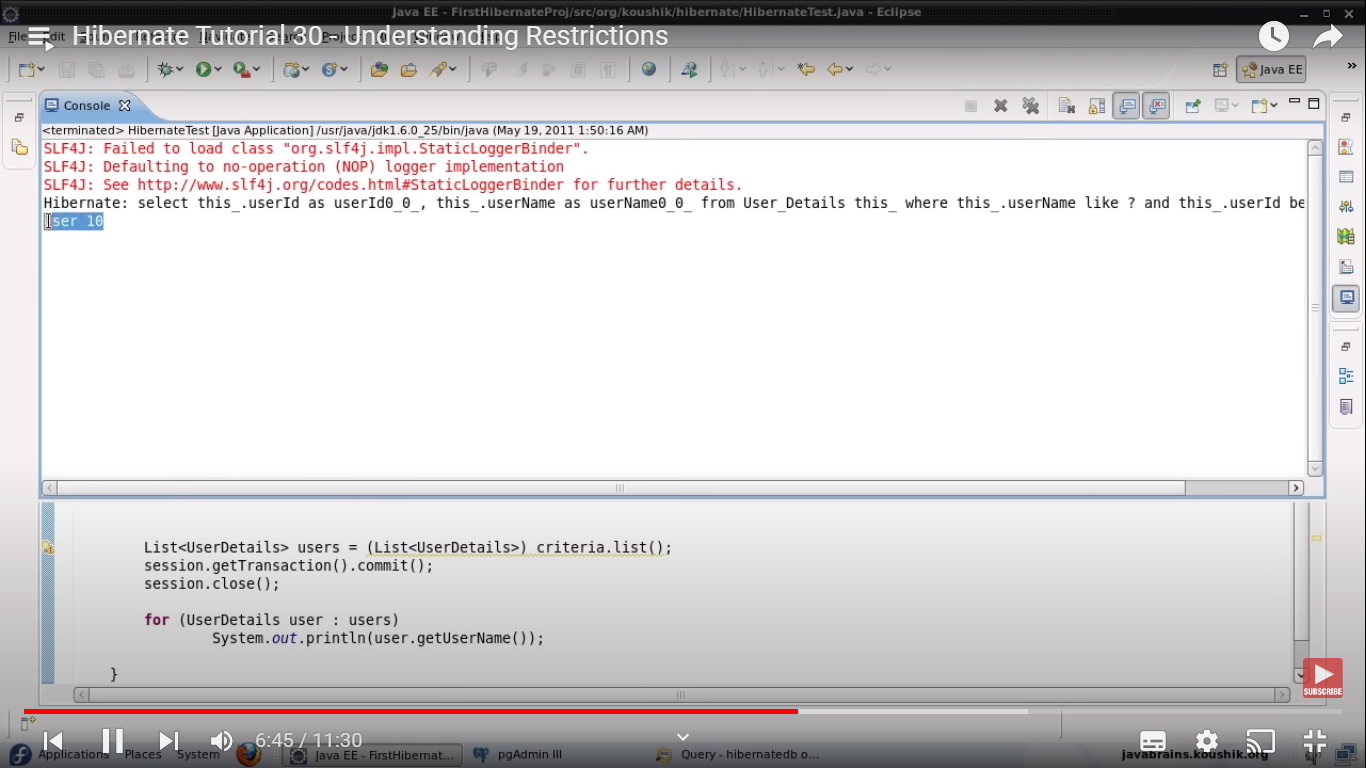 Java EE - FirstHibernateProj/src/org/koushik/hibernate/HibernateTest.java - Eclipse
Hibernate Tutorial 30 - Understanding Restrictions
Java EE
Console
<terminated> HibernateTest [Java Application] /usr/java/jdk1.6.0_25/bin/java (May 19, 2011 1:50:16 AM)
SLF4J: Failed to load class "org.slf4j.impl.StaticLoggerBinder".
SLF4J: Defaulting to no-operation (NOP) logger implementation
SLF4J: See http://www.slf4j.org/codes.html#StaticLoggerBinder for further details.
Hibernate: select this_.userId as userId0_0_, this_.userName as userName0_0_ from User_Details this_ where this_.userName like ? and this_.userId be
User 10
List<UserDetails> users = (List<UserDetails>) criteria.list();
session.getTransaction().commit();
session.close();
for (UserDetails user : users)
System.out.println(user.getUserName());
}
SUBSCRIBE
6:45 / 11:30
Applications Places System
Java EE - FirstHibernat...
pgAdmin III
Query - hibernatedb o...
javabrains.koushik.org